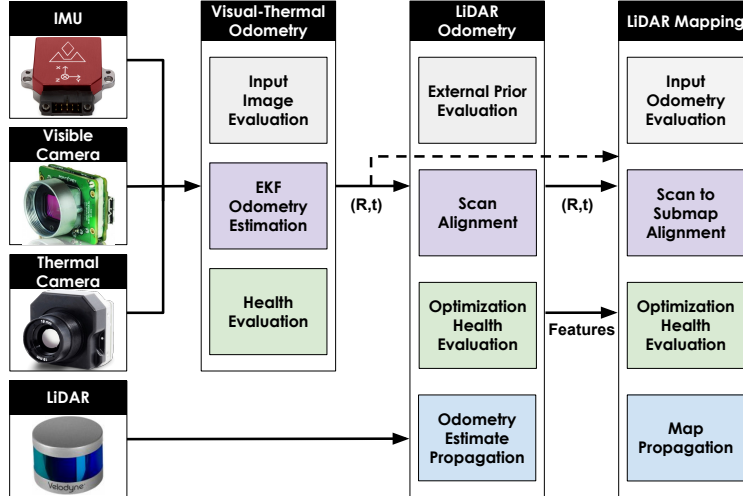 IMU
X
Z
Y
Visible
Camera
Thermal
Camera
LiDAR
Velodyne
Visual-Thermal
Odometry
Input
Image
Evaluation
EKF
Odometry
Estimation
Health
Evaluation
(R,t)
LiDAR
Odometry
External Prior
Evaluation
Scan
Alignment
Optimization
Health
Evaluation
Odometry
Estimate
Propagation
(R,t)
Features
LiDAR Mapping
Input
Odometry
Evaluation
Scan to
Submap
Alignment
Optimization
Health
Evaluation
Map
Propagation